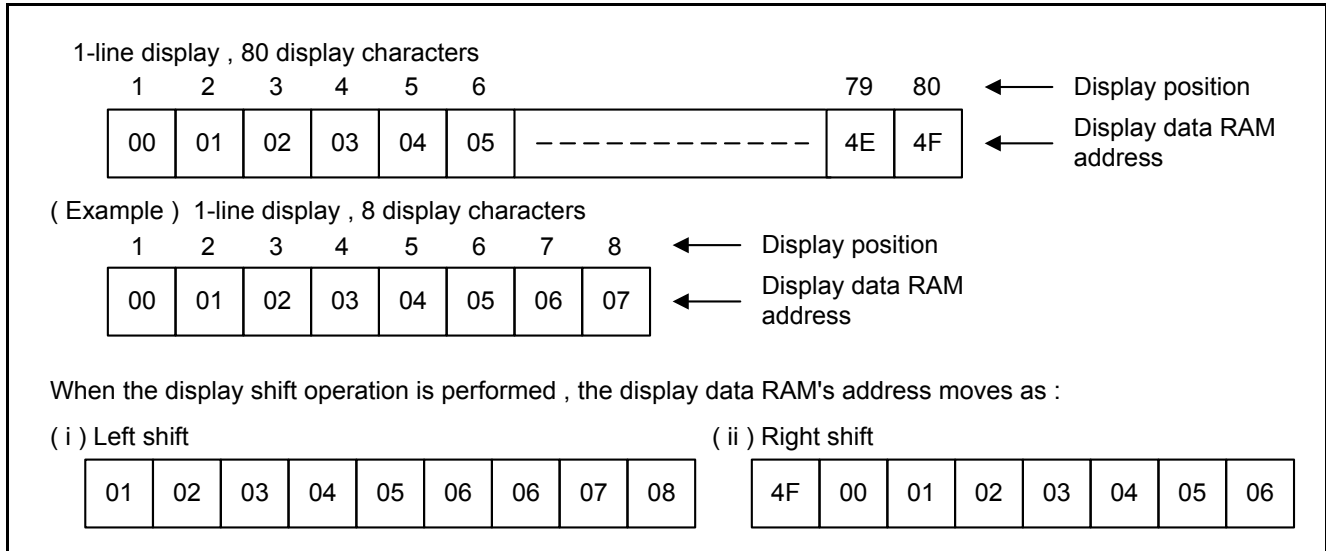 1-line display , 80 display characters
1 2 3 4 5 6 79 80 Display position
00 01 02 03 04 05 4E 4F Display data RAM address
( Example ) 1-line display , 8 display characters
1 2 3 4 5 6 7 8 Display position
00 01 02 03 04 05 06 07 Display data RAM address
When the display shift operation is performed , the display data RAM's address moves as :
( i ) Left shift ( ii ) Right shift
01 02 03 04 05 06 06 07 08 4F 00 01 02 03 04 05 06